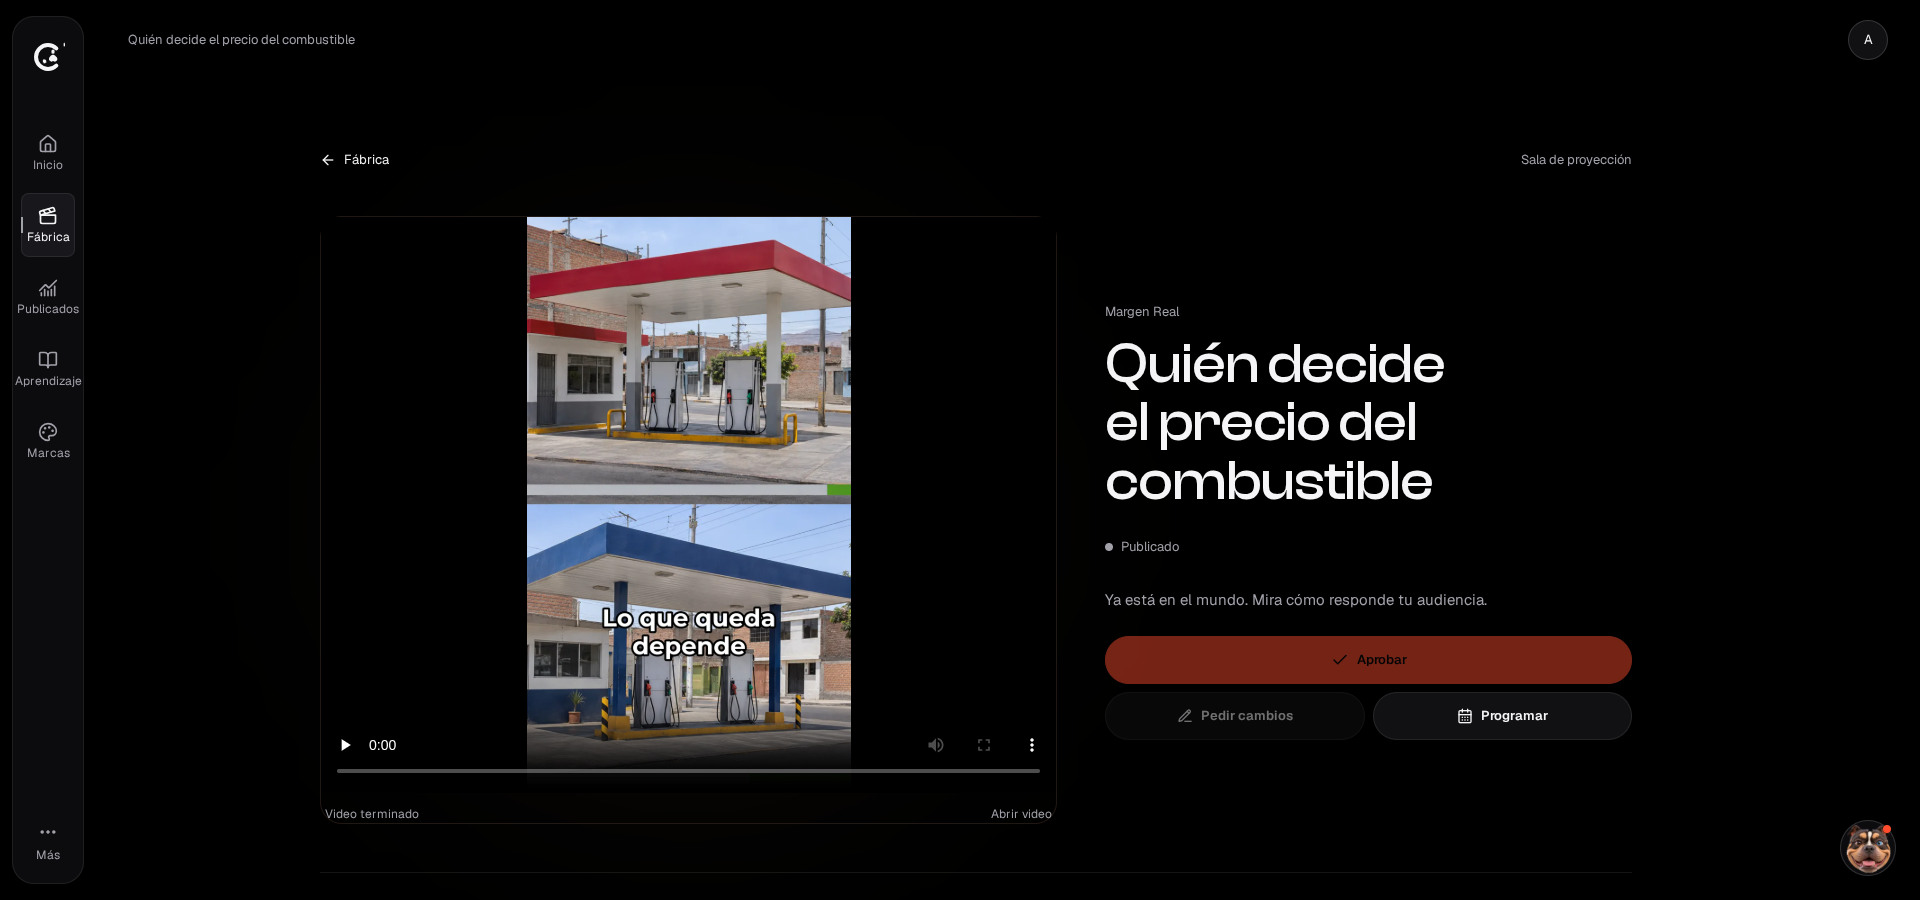 Quién decide el precio del combustible
A
Inicio
Fábrica
Publicados
Aprendizaje
Marcas
Más
Fábrica
Sala de proyección
Lo que queda
depende
0:00
Video terminado
Abrir video
Margen Real
Quién decide
el precio del
combustible
Publicado
Ya está en el mundo. Mira cómo responde tu audiencia.
Aprobar
Pedir cambios
Programar